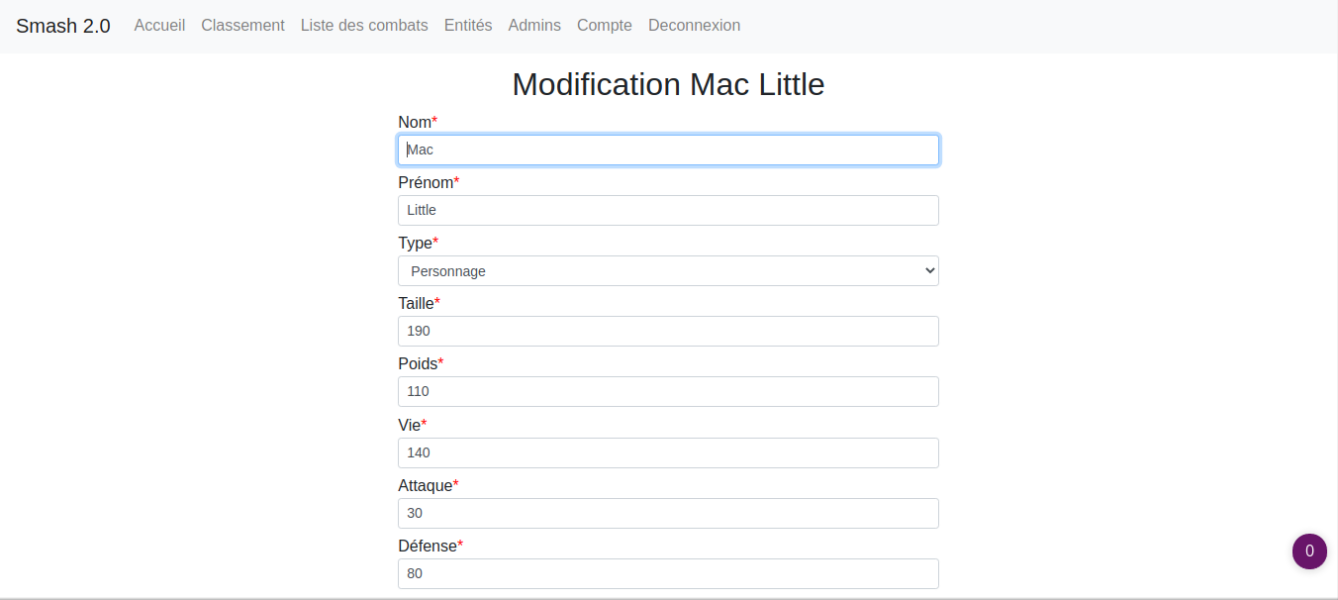 Smash 2.0 Accueil Classement Liste des combats Entités Admins Compte Deconnexion
Modification Mac Little
Nom*
Mac
Prénom*
Little
Type*
Personnage
Taille*
190
Poids*
110
Vie*
140
Attaque*
30
Défense*
80
0